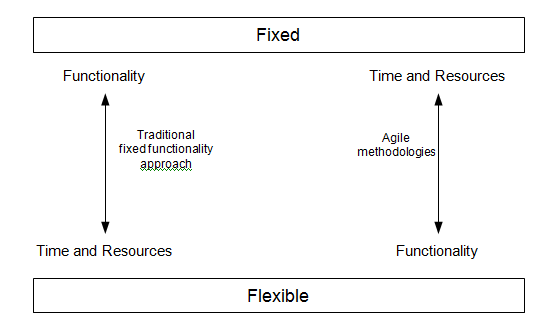 Fixed
Functionality
Time and Resources
Traditional
fixed functionality
approach
Agile
methodologies
Time and Resources
Functionality
Flexible